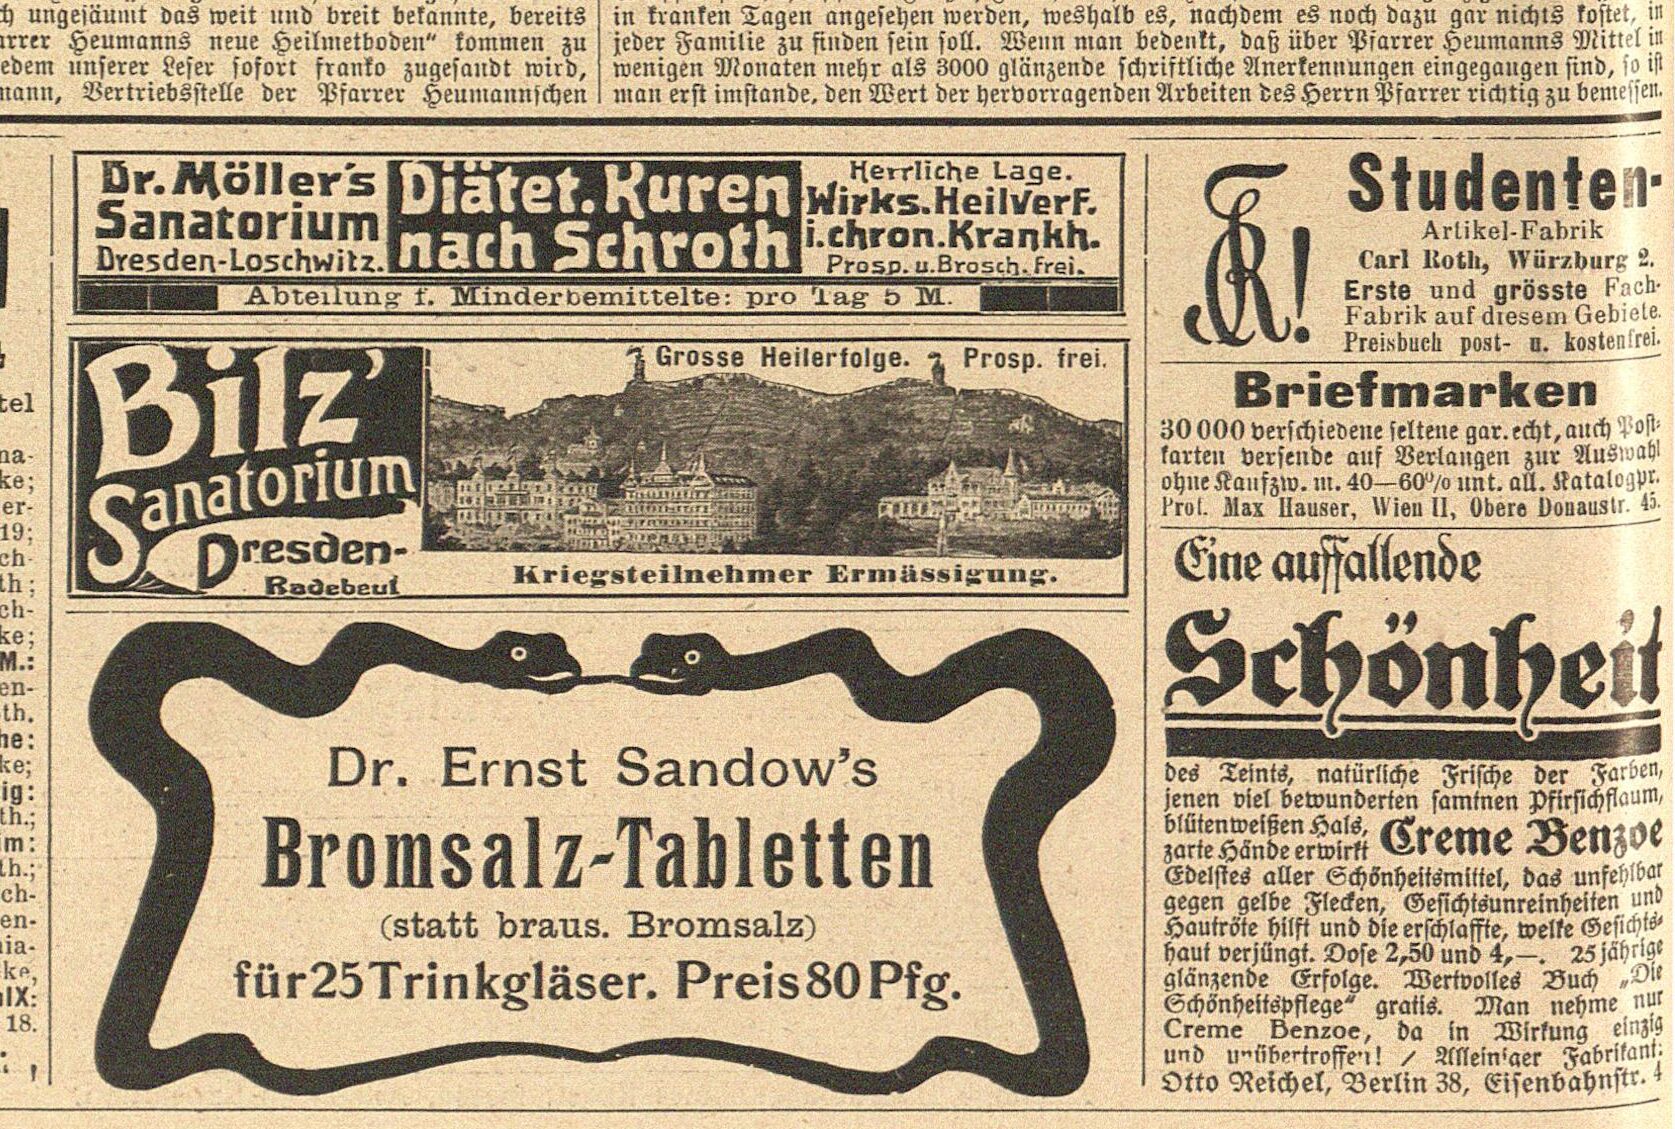 ungesäumt das weit und breit bekannte, bereits
Heumanns neue Heilmethoden" kommen zu
unserer Leser sofort franko zugesandt wird,
Vertriebsstelle der Pfarrer Heumannschen
in kranken Tagen angesehen werden, weshalb es, nachdem es noch dazu gar nichts kostet, in
jeder Familie zu finden sein soll. Wenn man bedenkt, daß über Pfarrer Heumanns Mittel in
wenigen Monaten mehr als 3000 glänzende schriftliche Anerkennungen eingegangen sind, so ist
man erst imstande, den Wert der hervorragenden Arbeiten des Herrn Pfarrer richtig zu bemessen.
Dr. Möller's
Sanatorium
Dresden-Loschwitz.
Diätet. Kuren
nach Schroth
Herrliche Lage.
Wirks. Heilverf.
i. chron. Krankh.
Prosp. u. Brosch. frei.
Abteilung f. Minderbemittelte: pro Tag 5 M.
Bilz'
Sanatorium
Dresden-
Radebeul
Grosse Heilerfolge. Prosp. frei.
Kriegsteilnehmer Ermässigung.
Dr. Ernst Sandow's
Bromsalz-Tabletten
(statt braus. Bromsalz)
für 25 Trinkgläser. Preis 80 Pfg.
Studenten-
Artikel-Fabrik
Carl Roth, Würzburg 2.
Erste und grösste Fach-
Fabrik auf diesem Gebiete.
Preisbuch post- u. kostenfrei.
Briefmarken
30 000 verschiedene seltene gar. echt, auch Post-
karten versende auf Verlangen zur Auswahl
ohne Kaufzw. m. 40—60% unt. all. Katalogpr.
Prof. Max Hauser, Wien II, Obere Donaustr. 45.
Eine auffallende
Schönheit
des Teints, natürliche Frische der Farben,
jenen viel bewunderten samtnen Pfirsichflaum,
blütenweißen Hals,
zarte Hände erwirkt Creme Benzoe
Edelstes aller Schönheitsmittel, das unfehlbar
gegen gelbe Flecken, Gesichtsunreinheiten und
Hautröte hilft und die erschlaffte, welke Gesichts-
haut verjüngt. Dose 2,50 und 4,—. 25 jährige
glänzende Erfolge. Wertvolles Buch „Die
Schönheitspflege" gratis. Man nehme nur
Creme Benzoe, da in Wirkung einzig
und unübertroffen! / Alleiniger Fabrikant:
Otto Reichel, Berlin 38, Eisenbahnstr. 4